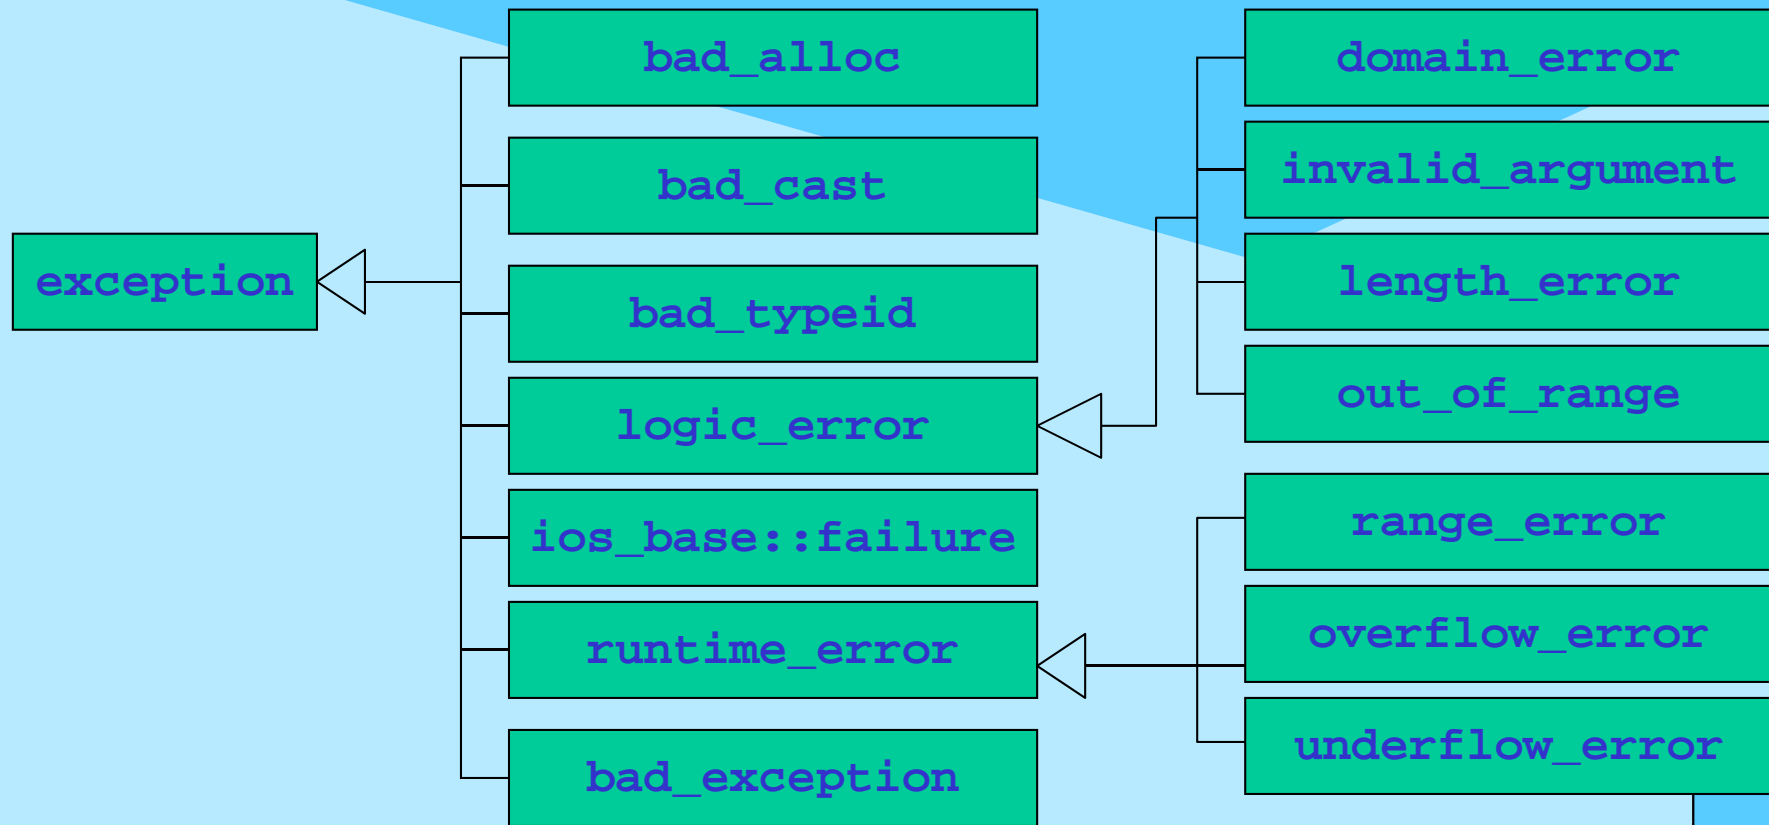 exception
bad_alloc
bad_cast
bad_typeid
logic_error
ios_base::failure
runtime_error
bad_exception
domain_error
invalid_argument
length_error
out_of_range
range_error
overflow_error
underflow_error